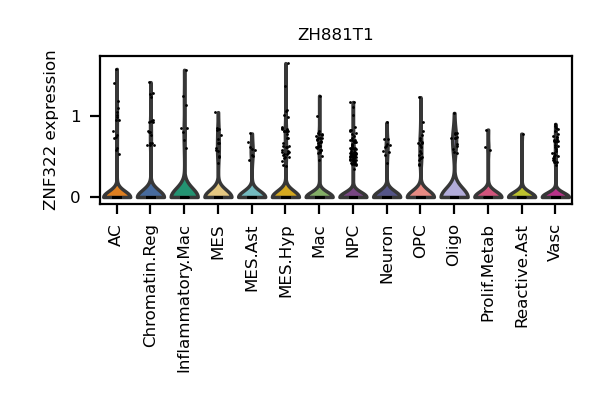 ZH881T1
ZNF322 expression
1
0
AC
Chromatin.Reg
Inflammatory.Mac
MES
MES.Ast
MES.Hyp
Mac
NPC
Neuron
OPC
Oligo
Prolif.Metab
Reactive.Ast
Vasc